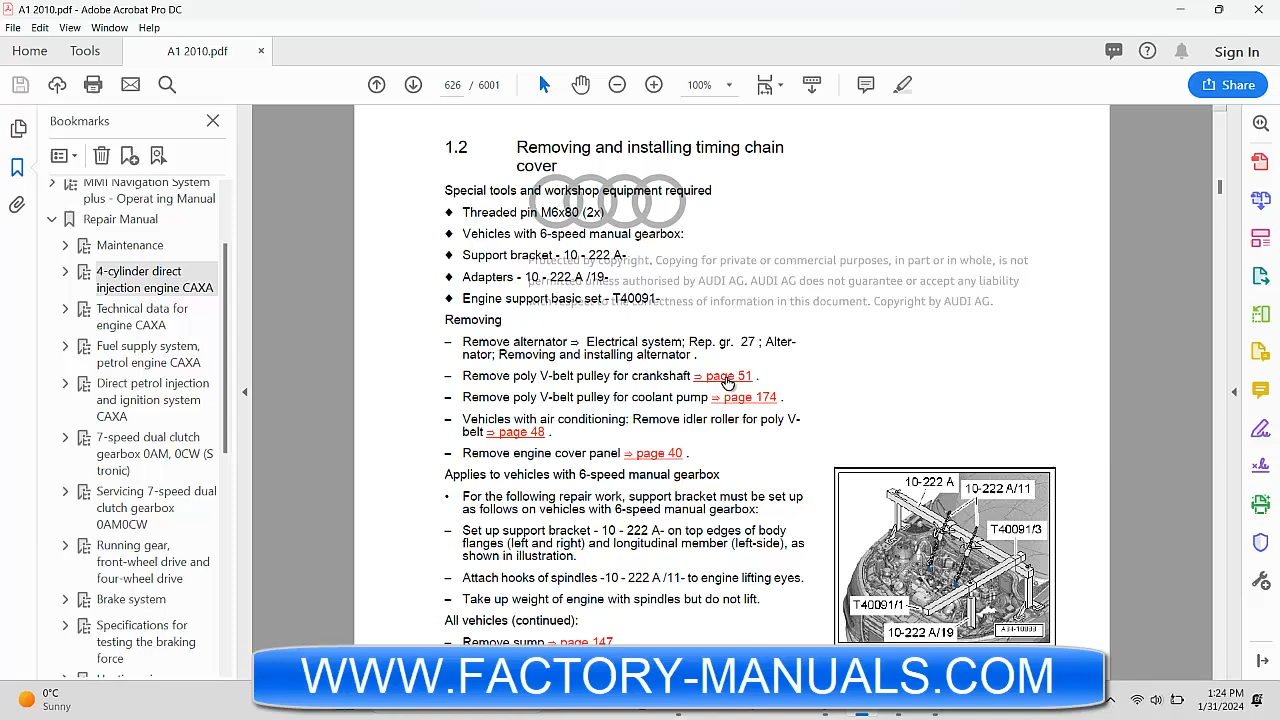 A1 2010.pdf - Adobe Acrobat Pro DC
File Edit View Window Help
Home Tools A1 2010.pdf × Sign In
626 / 6001 100% Share
Bookmarks
MMI Navigation System
plus - Operating Manual
Repair Manual
Maintenance
4-cylinder direct
injection engine CAXA
Technical data for
engine CAXA
Fuel supply system,
petrol engine CAXA
Direct petrol injection
and ignition system
CAXA
7-speed dual clutch
gearbox 0AM, 0CW (S
tronic)
Servicing 7-speed dual
clutch gearbox
0AM0CW
Running gear,
front-wheel drive and
four-wheel drive
Brake system
Specifications for
testing the braking
force
1.2 Removing and installing timing chain
cover
Special tools and workshop equipment required
♦ Threaded pin M6x80 (2x)
♦ Vehicles with 6-speed manual gearbox:
♦ Support bracket - 10 - 222 A-
Protected by copyright. Copying for private or commercial purposes, in part or in whole, is not
♦ Adapters - 10 - 222 A /19-
permitted unless authorised by AUDI AG. AUDI AG does not guarantee or accept any liability
♦ Engine support basic set - T40091-
with respect to the correctness of information in this document. Copyright by AUDI AG.
Removing
– Remove alternator ⇒ Electrical system; Rep. gr. 27 ; Alter-
nator; Removing and installing alternator .
– Remove poly V-belt pulley for crankshaft ⇒ page 51 .
– Remove poly V-belt pulley for coolant pump ⇒ page 174 .
– Vehicles with air conditioning: Remove idler roller for poly V-
belt ⇒ page 48 .
– Remove engine cover panel ⇒ page 40 .
Applies to vehicles with 6-speed manual gearbox
• For the following repair work, support bracket must be set up
as follows on vehicles with 6-speed manual gearbox:
– Set up support bracket - 10 - 222 A- on top edges of body
flanges (left and right) and longitudinal member (left-side), as
shown in illustration.
– Attach hooks of spindles -10 - 222 A /11- to engine lifting eyes.
– Take up weight of engine with spindles but do not lift.
All vehicles (continued):
– Remove sump ⇒ page 147
10-222 A
10-222 A/11
T40091/3
T40091/1
10-222 A/19
WWW.FACTORY-MANUALS.COM
0°C
Sunny
1:24 PM
1/31/2024